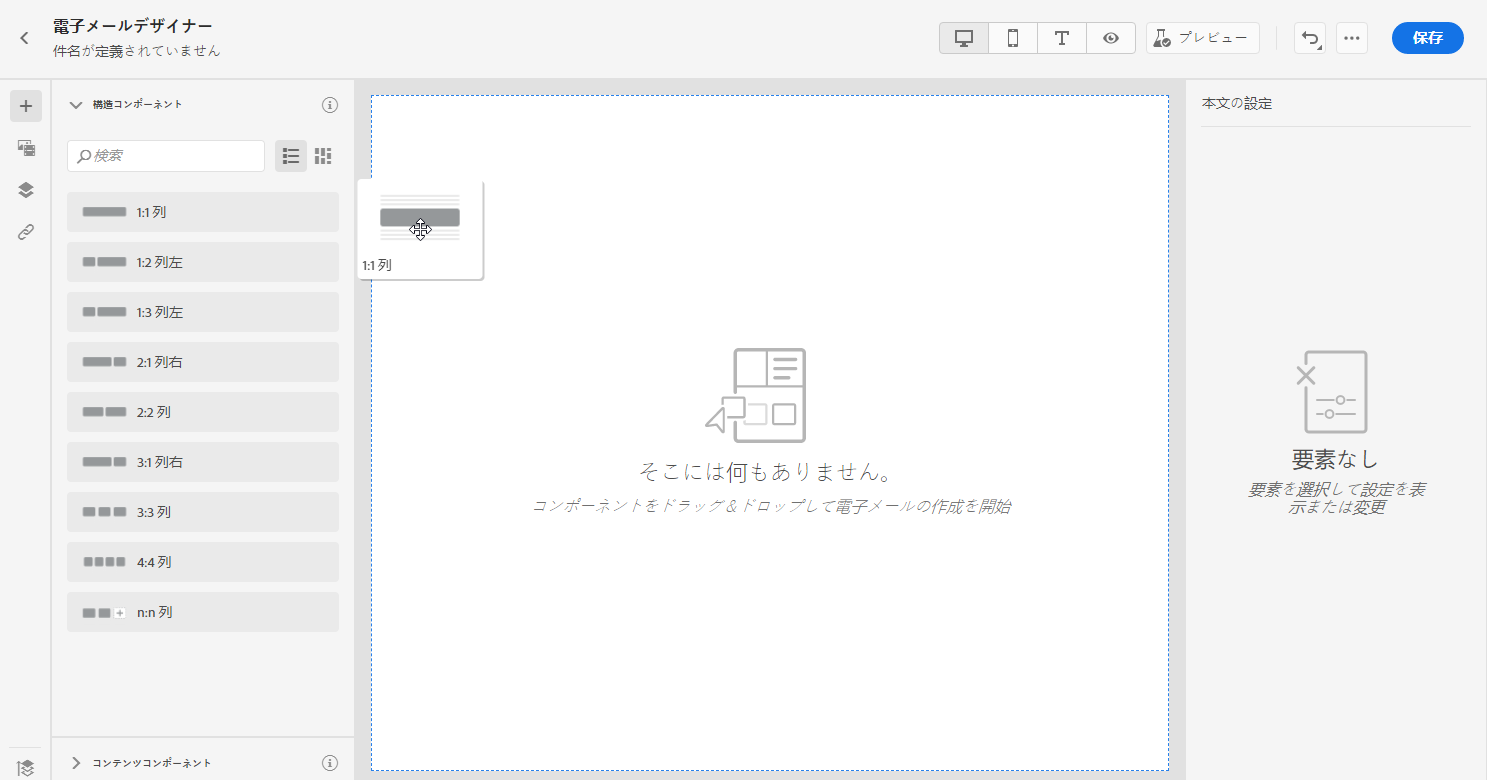 電子メールデザイナー
件名が定義されていません
プレビュー
保存
構造コンポーネント
検索
1:1 列
1:2 列左
1:3 列左
2:1 列右
2:2 列
3:1 列右
3:3 列
4:4 列
n:n 列
コンテンツコンポーネント
1:1 列
そこには何もありません。
コンポーネントをドラッグ＆ドロップして電子メールの作成を開始
本文の設定
要素なし
要素を選択して設定を表
示または変更